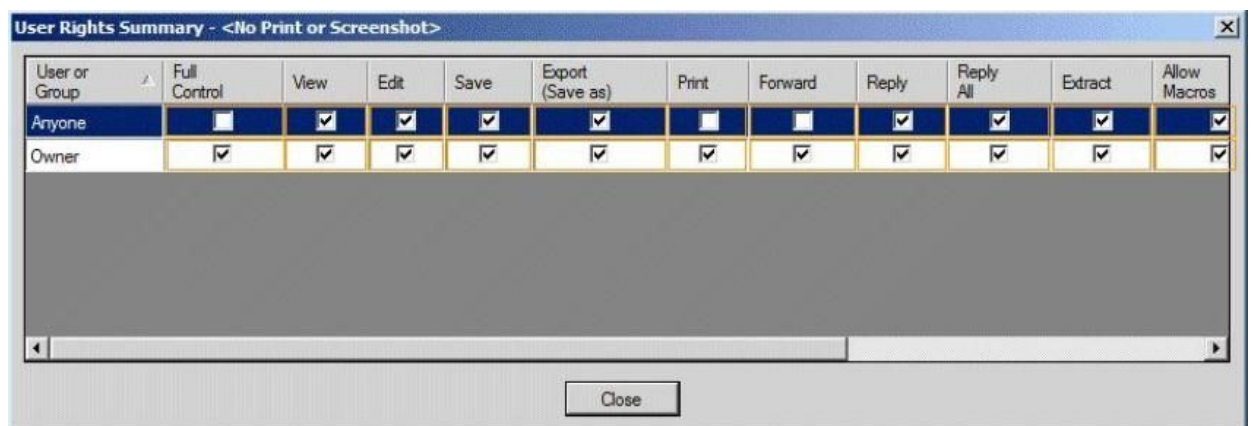 User Rights Summary - <No Print or Screenshot>
User or Group Full Control View Edit Save Export (Save as) Print Forward Reply Reply All Extract Allow Macros
Anyone
Owner
Close